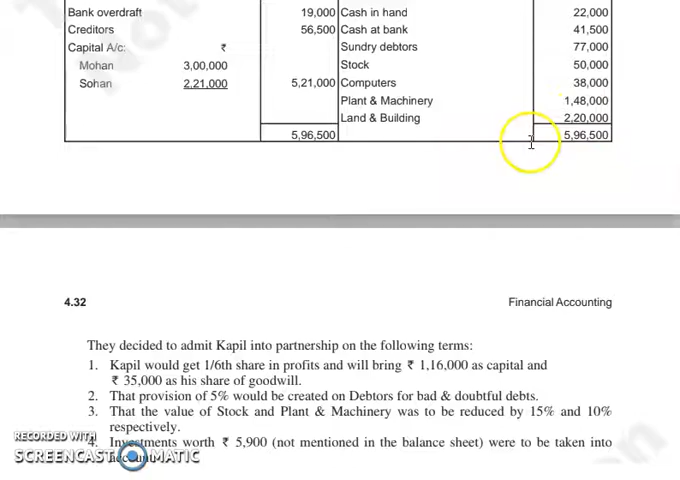 Bank overdraft 19,000 Cash in hand 22,000
Creditors 56,500 Cash at bank 41,500
Capital A/c: ₹ Sundry debtors 77,000
Mohan 3,00,000 Stock 50,000
Sohan 2,21,000 5,21,000 Computers 38,000
Plant & Machinery 1,48,000
Land & Building 2,20,000
5,96,500 5,96,500
4.32 Financial Accounting
They decided to admit Kapil into partnership on the following terms:
1. Kapil would get 1/6th share in profits and will bring ₹ 1,16,000 as capital and
₹ 35,000 as his share of goodwill.
2. That provision of 5% would be created on Debtors for bad & doubtful debts.
3. That the value of Stock and Plant & Machinery was to be reduced by 15% and 10%
respectively.
RECORDED WITH
4. Investments worth ₹ 5,900 (not mentioned in the balance sheet) were to be taken into
SCREENCAST MATIC